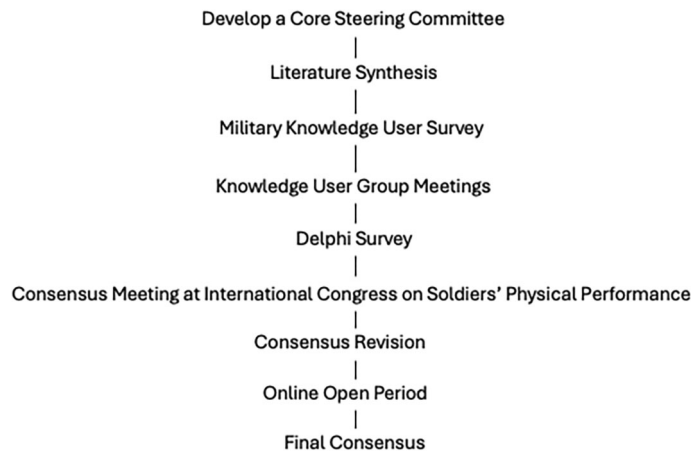 Develop a Core Steering Committee
Literature Synthesis
Military Knowledge User Survey
Knowledge User Group Meetings
Delphi Survey
Consensus Meeting at International Congress on Soldiers’ Physical Performance
Consensus Revision
Online Open Period
Final Consensus